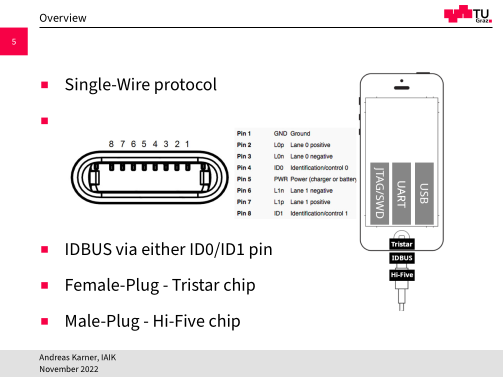 Overview
TU
Graz
5
Single-Wire protocol
8 7 6 5 4 3 2 1
Pin 1 GND Ground
Pin 2 L0p Lane 0 positive
Pin 3 L0n Lane 0 negative
Pin 4 ID0 Identification/control 0
Pin 5 PWR Power (charger or battery
Pin 6 L1n Lane 1 negative
Pin 7 L1p Lane 1 positive
Pin 8 ID1 Identification/control 1
JTAG/SWD
UART
USB
Tristar
IDBUS
Hi-Five
IDBUS via either ID0/ID1 pin
Female-Plug - Tristar chip
Male-Plug - Hi-Five chip
Andreas Karner, IAIK
November 2022